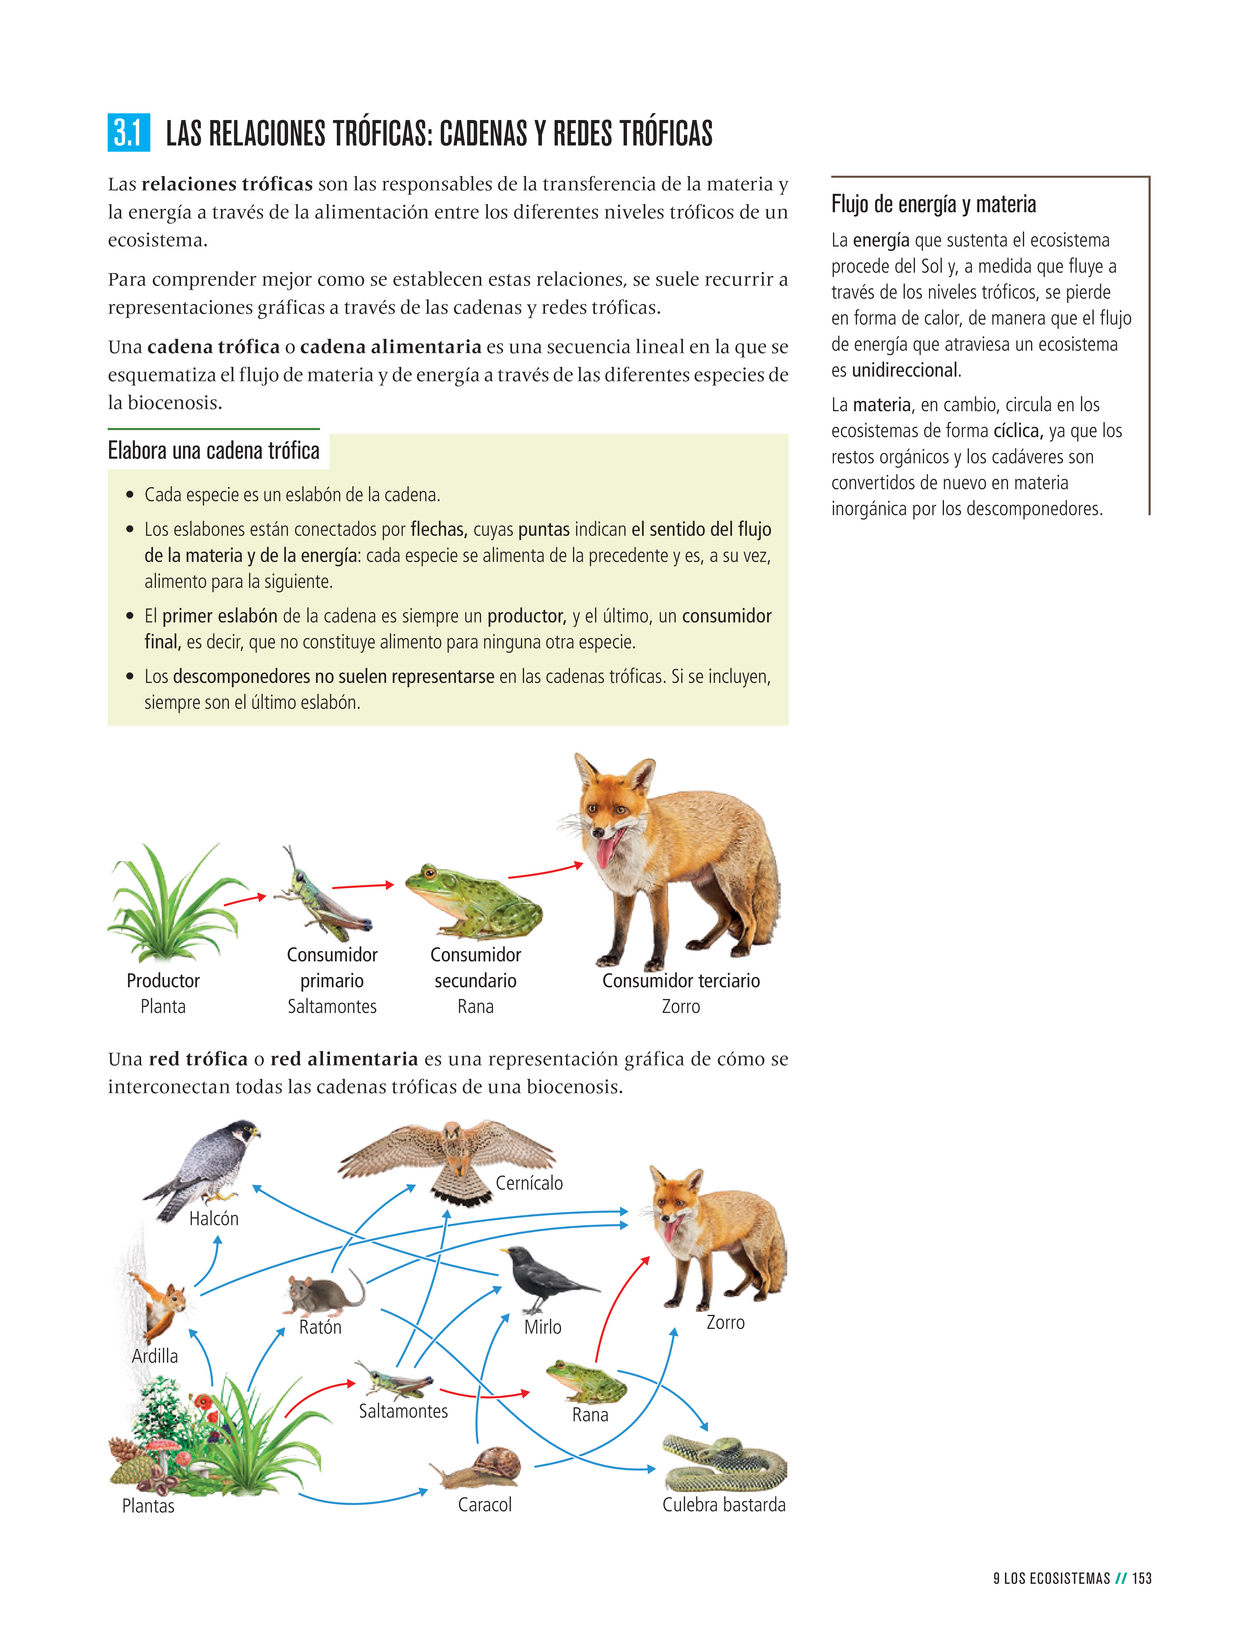 3.1 LAS RELACIONES TRÓFICAS: CADENAS Y REDES TRÓFICAS
Las relaciones tróficas son las responsables de la transferencia de la materia y
la energía a través de la alimentación entre los diferentes niveles tróficos de un
ecosistema.
Para comprender mejor como se establecen estas relaciones, se suele recurrir a
representaciones gráficas a través de las cadenas y redes tróficas.
Una cadena trófica o cadena alimentaria es una secuencia lineal en la que se
esquematiza el flujo de materia y de energía a través de las diferentes especies de
la biocenosis.
Elabora una cadena trófica
• Cada especie es un eslabón de la cadena.
• Los eslabones están conectados por flechas, cuyas puntas indican el sentido del flujo
de la materia y de la energía: cada especie se alimenta de la precedente y es, a su vez,
alimento para la siguiente.
• El primer eslabón de la cadena es siempre un productor, y el último, un consumidor
final, es decir, que no constituye alimento para ninguna otra especie.
• Los descomponedores no suelen representarse en las cadenas tróficas. Si se incluyen,
siempre son el último eslabón.
Flujo de energía y materia
La energía que sustenta el ecosistema
procede del Sol y, a medida que fluye a
través de los niveles tróficos, se pierde
en forma de calor, de manera que el flujo
de energía que atraviesa un ecosistema
es unidireccional.
La materia, en cambio, circula en los
ecosistemas de forma cíclica, ya que los
restos orgánicos y los cadáveres son
convertidos de nuevo en materia
inorgánica por los descomponedores.
Productor
Planta
Consumidor
primario
Saltamontes
Consumidor
secundario
Rana
Consumidor terciario
Zorro
Una red trófica o red alimentaria es una representación gráfica de cómo se
interconectan todas las cadenas tróficas de una biocenosis.
Cernícalo
Halcón
Ratón
Mirlo
Zorro
Ardilla
Saltamontes
Rana
Plantas
Caracol
Culebra bastarda
9 LOS ECOSISTEMAS // 153